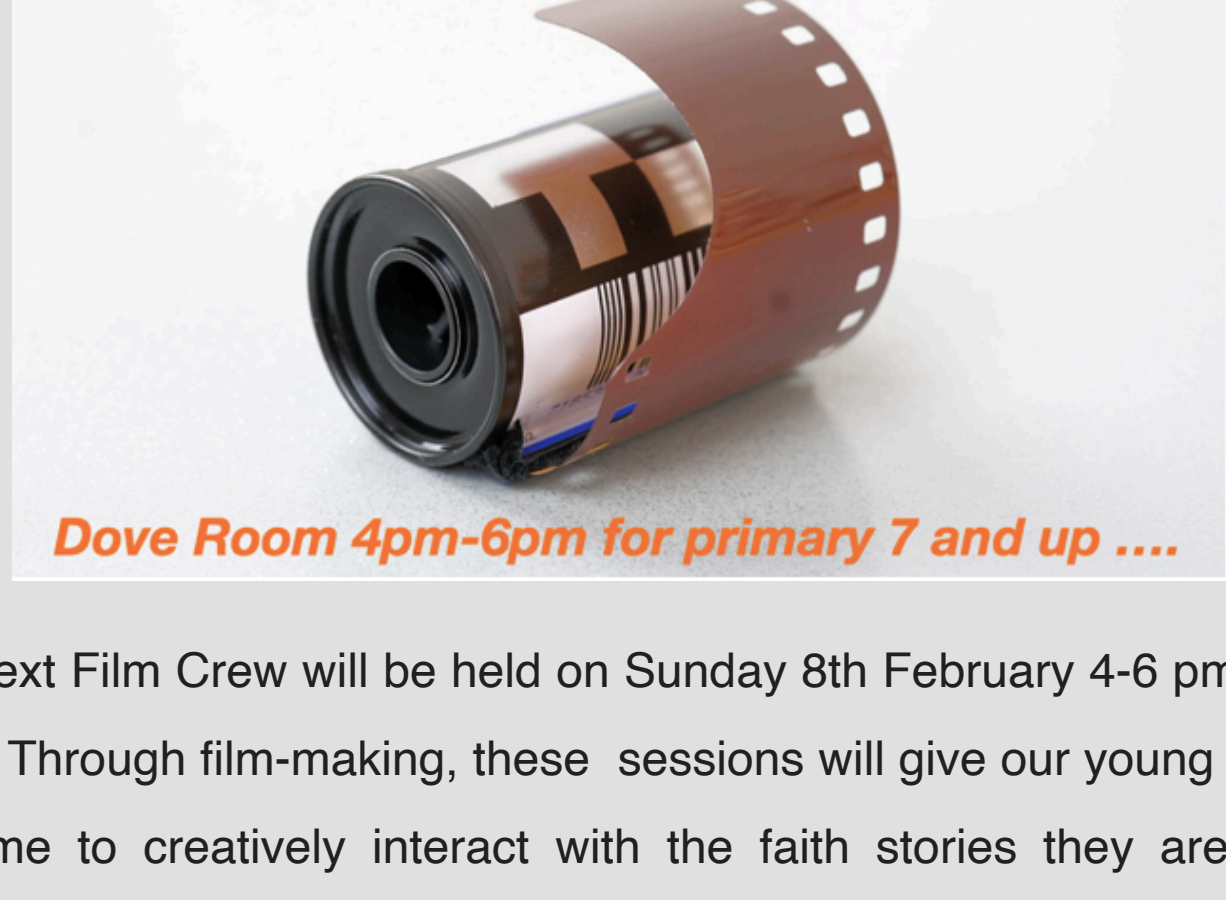 Dove Room 4pm-6pm for primary 7 and up ....
ext Film Crew will be held on Sunday 8th February 4-6 pm
Through film-making, these sessions will give our young
me to creatively interact with the faith stories they are